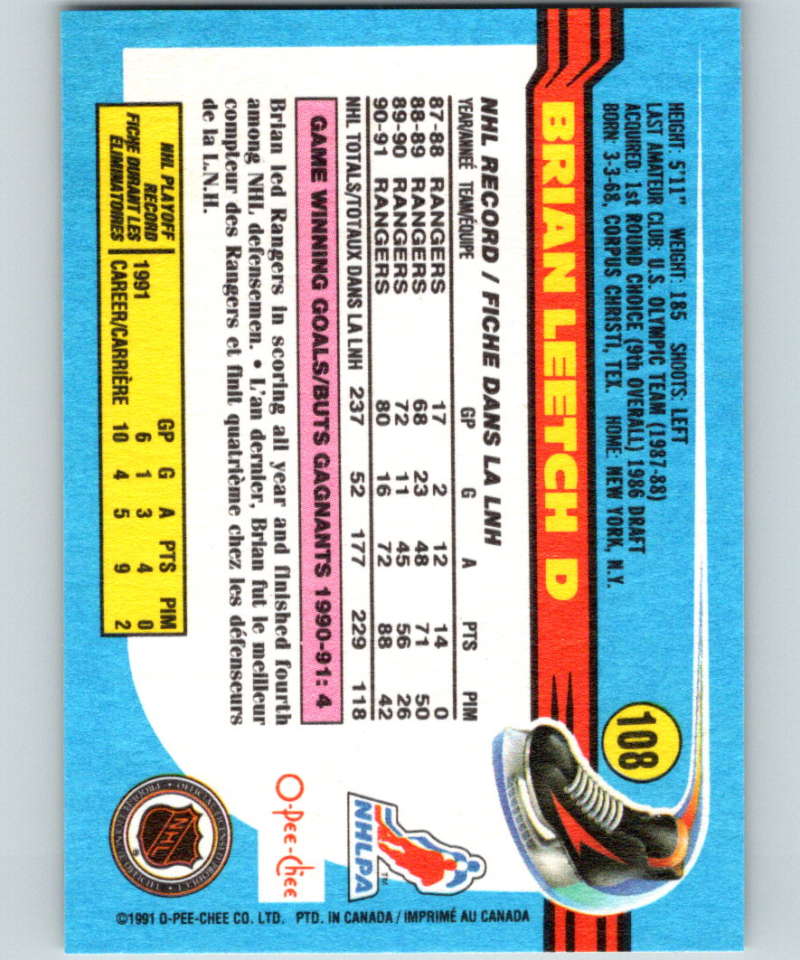 108
HEIGHT: 5'11" WEIGHT: 185 SHOOTS: LEFT
LAST AMATEUR CLUB: U.S. OLYMPIC TEAM (1987-88)
ACQUIRED: 1st ROUND CHOICE (9th OVERALL) 1986 DRAFT
BORN: 3-3-68, CORPUS CHRISTI, TEX. HOME: NEW YORK, N.Y.
BRIAN LEETCH D
NHL RECORD / FICHE DANS LA LNH
YEAR/ANNÉE TEAM/ÉQUIPE GP G A PTS PIM
87-88 RANGERS 17 2 12 14 0
88-89 RANGERS 68 23 48 71 50
89-90 RANGERS 72 11 45 56 26
90-91 RANGERS 80 16 72 88 42
NHL TOTALS/TOTAUX DANS LA LNH 237 52 177 229 118
GAME WINNING GOALS/BUTS GAGNANTS 1990-91: 4
Brian led Rangers in scoring all year and finished fourth
among NHL defensemen. • L'an dernier, Brian fut le meilleur
compteur des Rangers et finit quatrième chez les défenseurs
de la L.N.H.
NHL PLAYOFF RECORD
FICHE DURANT LES ÉLIMINATOIRES
GP G A PTS PIM
1991 6 1 3 4 0
CAREER/CARRIÈRE 10 4 5 9 2
NHLPA
TM
O-Pee-Chee
NHL
©1991 O-PEE-CHEE CO. LTD. PTD. IN CANADA / IMPRIMÉ AU CANADA